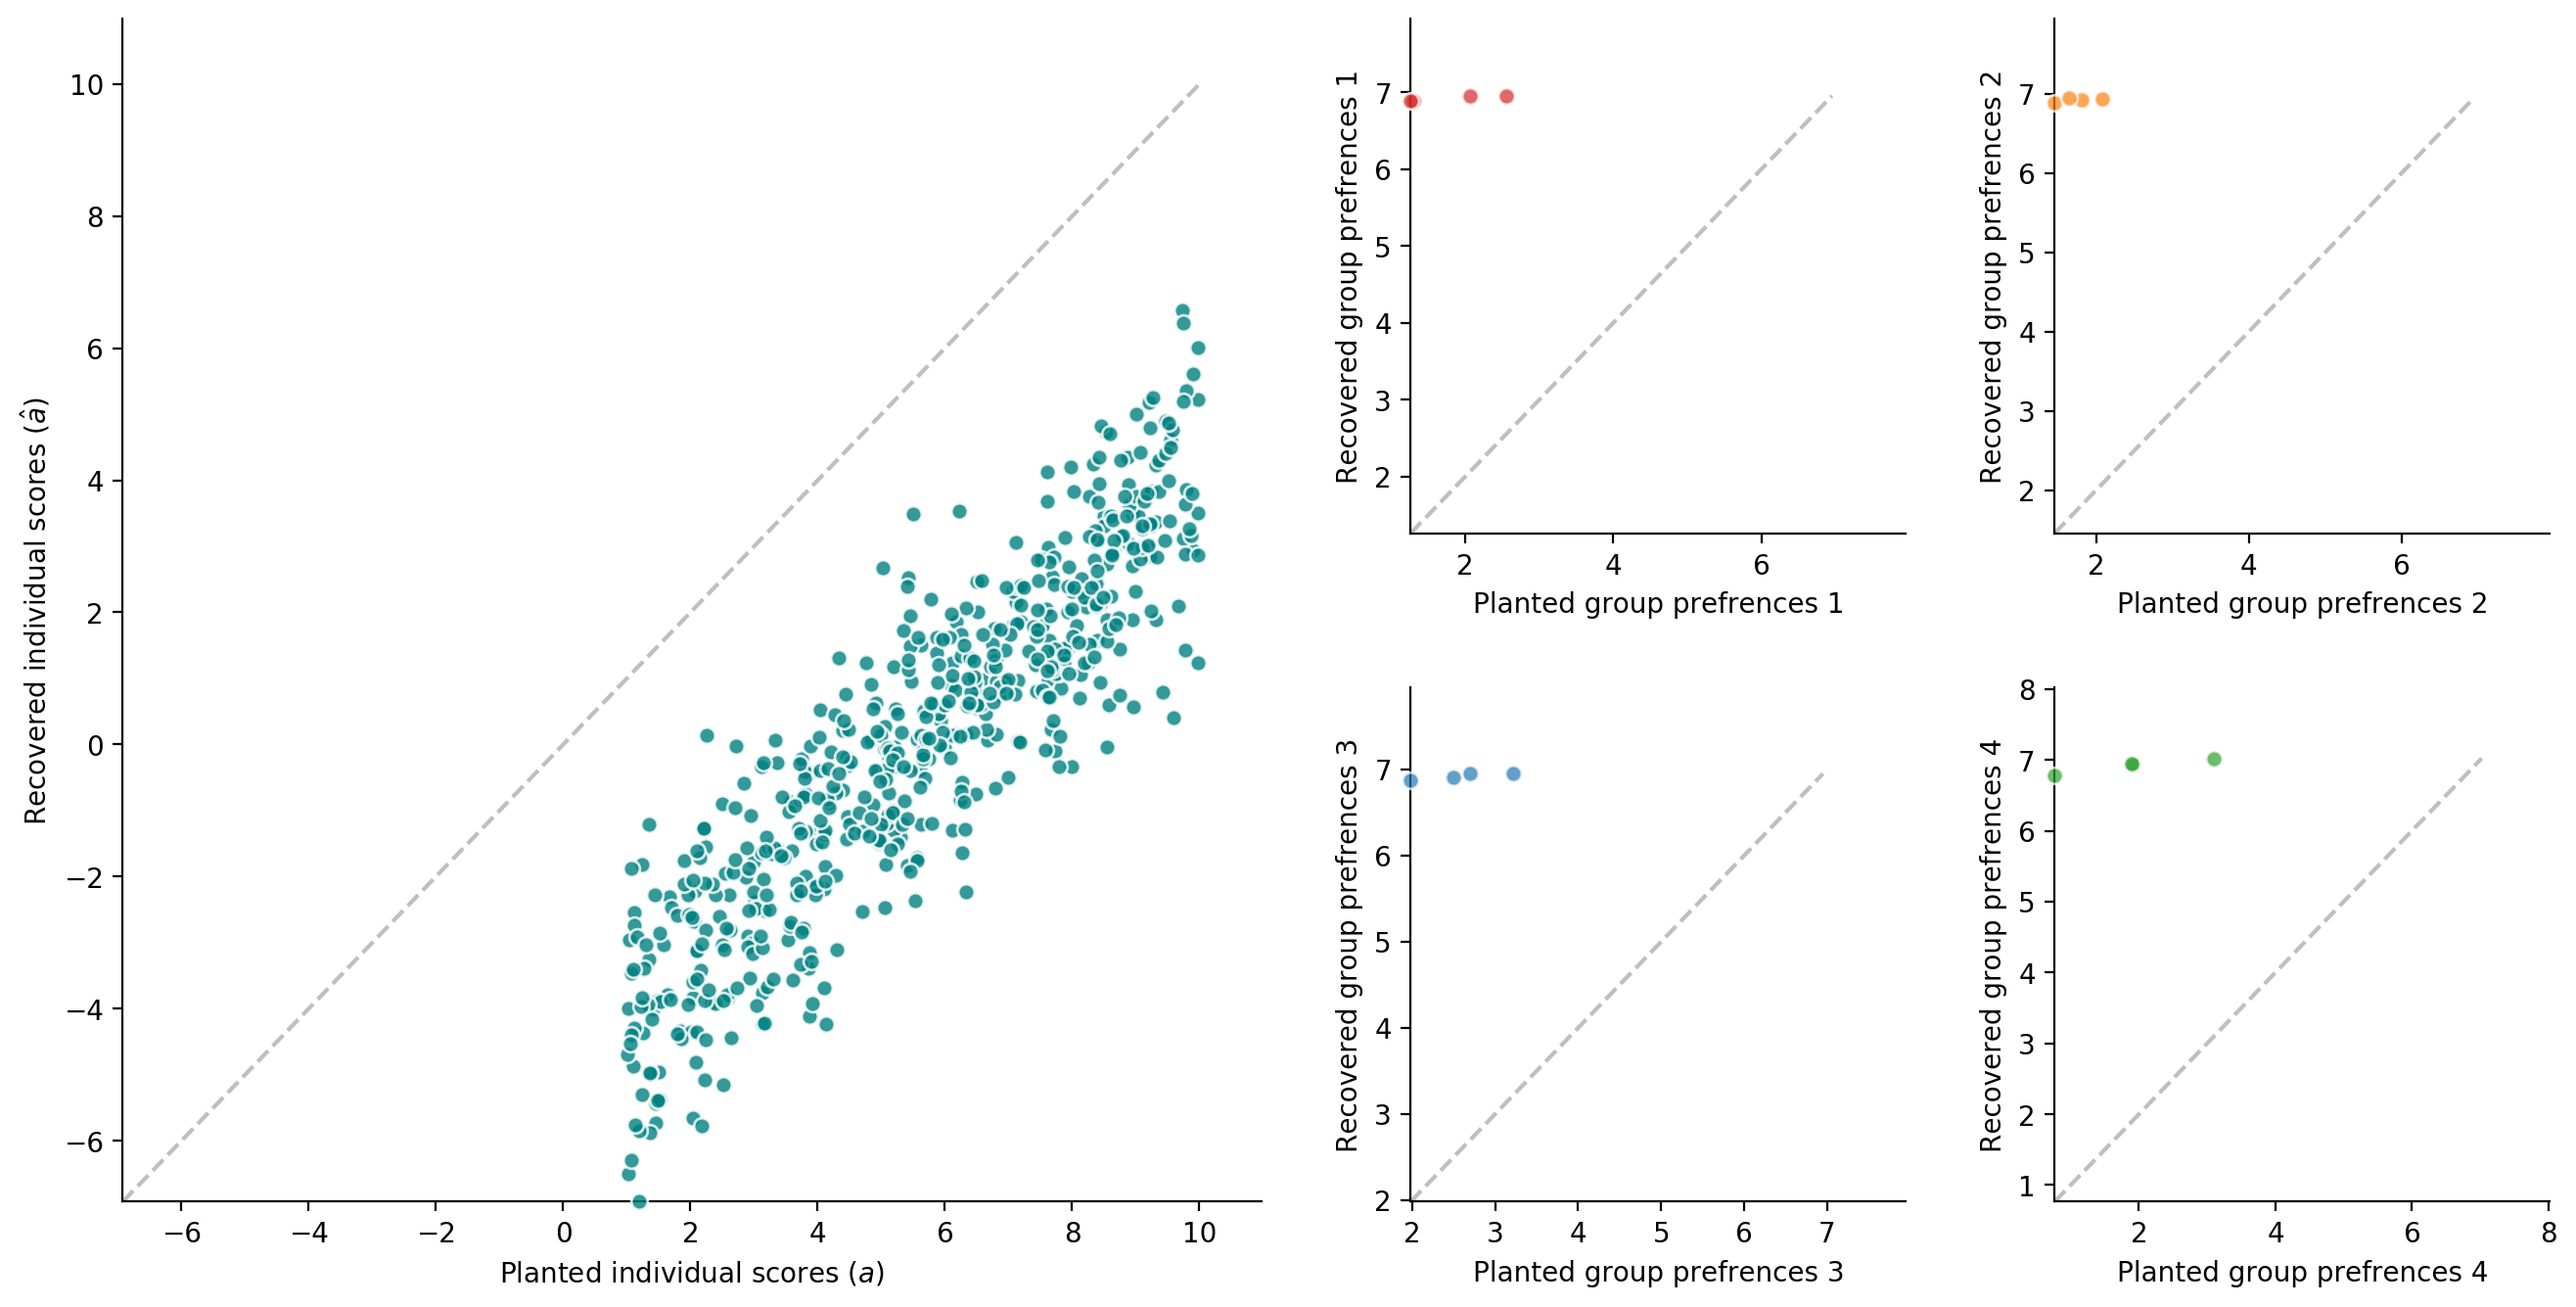 10
8
6
4
2
0
−2
−4
−6
Recovered individual scores (â)
−6 −4 −2 0 2 4 6 8 10
Planted individual scores (a)
7
6
5
4
3
2
Recovered group prefrences 1
2 4 6
Planted group prefrences 1
7
6
5
4
3
2
Recovered group prefrences 2
2 4 6
Planted group prefrences 2
7
6
5
4
3
2
Recovered group prefrences 3
2 3 4 5 6 7
Planted group prefrences 3
8
7
6
5
4
3
2
1
Recovered group prefrences 4
2 4 6 8
Planted group prefrences 4